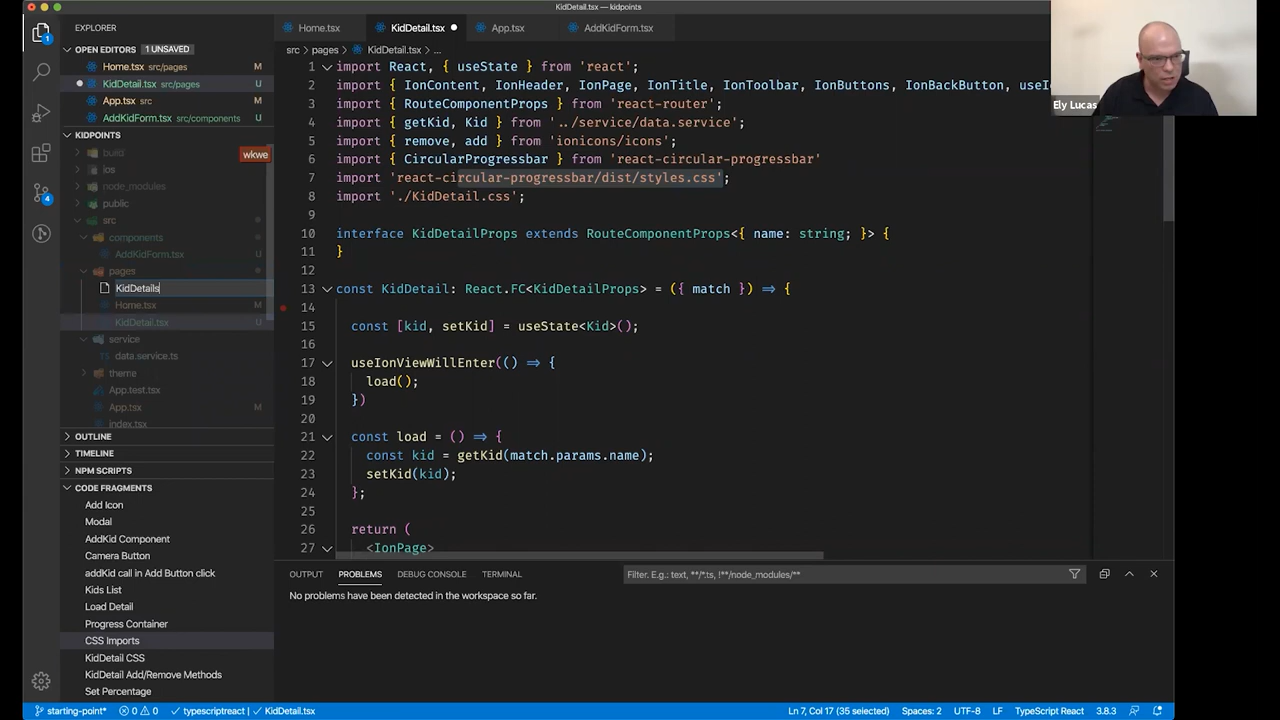 KidDetail.tsx — kidpoints
EXPLORER
OPEN EDITORS 1 UNSAVED
Home.tsx src/pages M
KidDetail.tsx src/pages U
App.tsx src M
AddKidForm.tsx src/components U
KIDPOINTS
build
wkwe
ios
node_modules
public
src
components
AddKidForm.tsx U
pages
KidDetails
Home.tsx M
KidDetail.tsx U
service
data.service.ts
theme
App.test.tsx
App.tsx M
index.tsx
OUTLINE
TIMELINE
NPM SCRIPTS
CODE FRAGMENTS
Add Icon
Modal
AddKid Component
Camera Button
addKid call in Add Button click
Kids List
Load Detail
Progress Container
CSS Imports
KidDetail CSS
KidDetail Add/Remove Methods
Set Percentage
1
4
Home.tsx KidDetail.tsx App.tsx AddKidForm.tsx
src > pages > KidDetail.tsx > ...
1 import React, { useState } from 'react';
2 import { IonContent, IonHeader, IonPage, IonTitle, IonToolbar, IonButtons, IonBackButton, useI
3 import { RouteComponentProps } from 'react-router';
4 import { getKid, Kid } from '../service/data.service';
5 import { remove, add } from 'ionicons/icons';
6 import { CircularProgressbar } from 'react-circular-progressbar'
7 import 'react-circular-progressbar/dist/styles.css';
8 import './KidDetail.css';
9
10 interface KidDetailProps extends RouteComponentProps<{ name: string; }> {
11 }
12
13 const KidDetail: React.FC<KidDetailProps> = ({ match }) => {
14
15 const [kid, setKid] = useState<Kid>();
16
17 useIonViewWillEnter(() => {
18 load();
19 })
20
21 const load = () => {
22 const kid = getKid(match.params.name);
23 setKid(kid);
24 };
25
26 return (
27 <IonPage>
Ely Lucas
OUTPUT PROBLEMS DEBUG CONSOLE TERMINAL
Filter. E.g.: text, **/*.ts, !**/node_modules/**
No problems have been detected in the workspace so far.
starting-point* 0 0 typescriptreact | KidDetail.tsx Ln 7, Col 17 (35 selected) Spaces: 2 UTF-8 LF TypeScript React 3.8.3